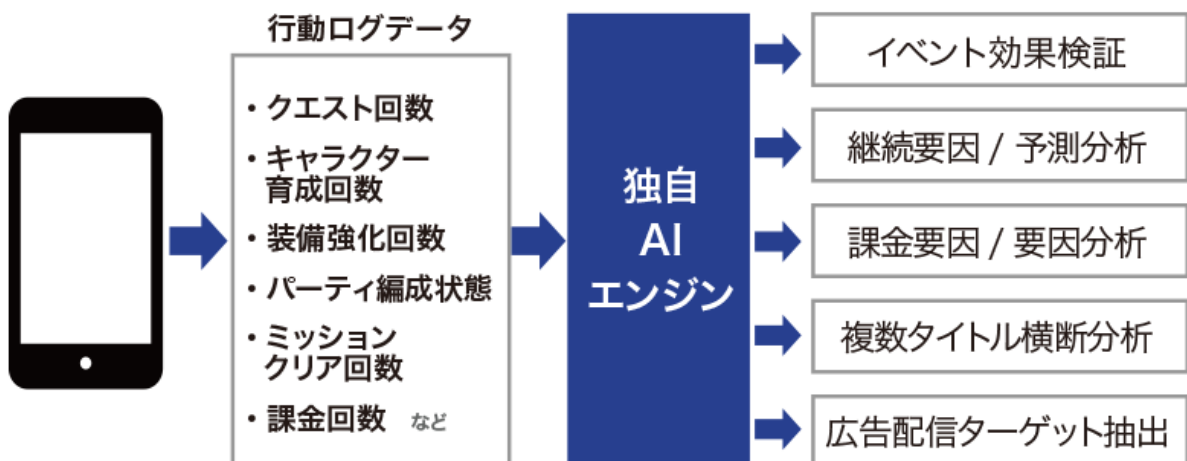 行動ログデータ
・クエスト回数
・キャラクター
育成回数
・装備強化回数
・パーティ編成状態
・ミッション
クリア回数
・課金回数 など
独自
AI
エンジン
イベント効果検証
継続要因 / 予測分析
課金要因 / 要因分析
複数タイトル横断分析
広告配信ターゲット抽出